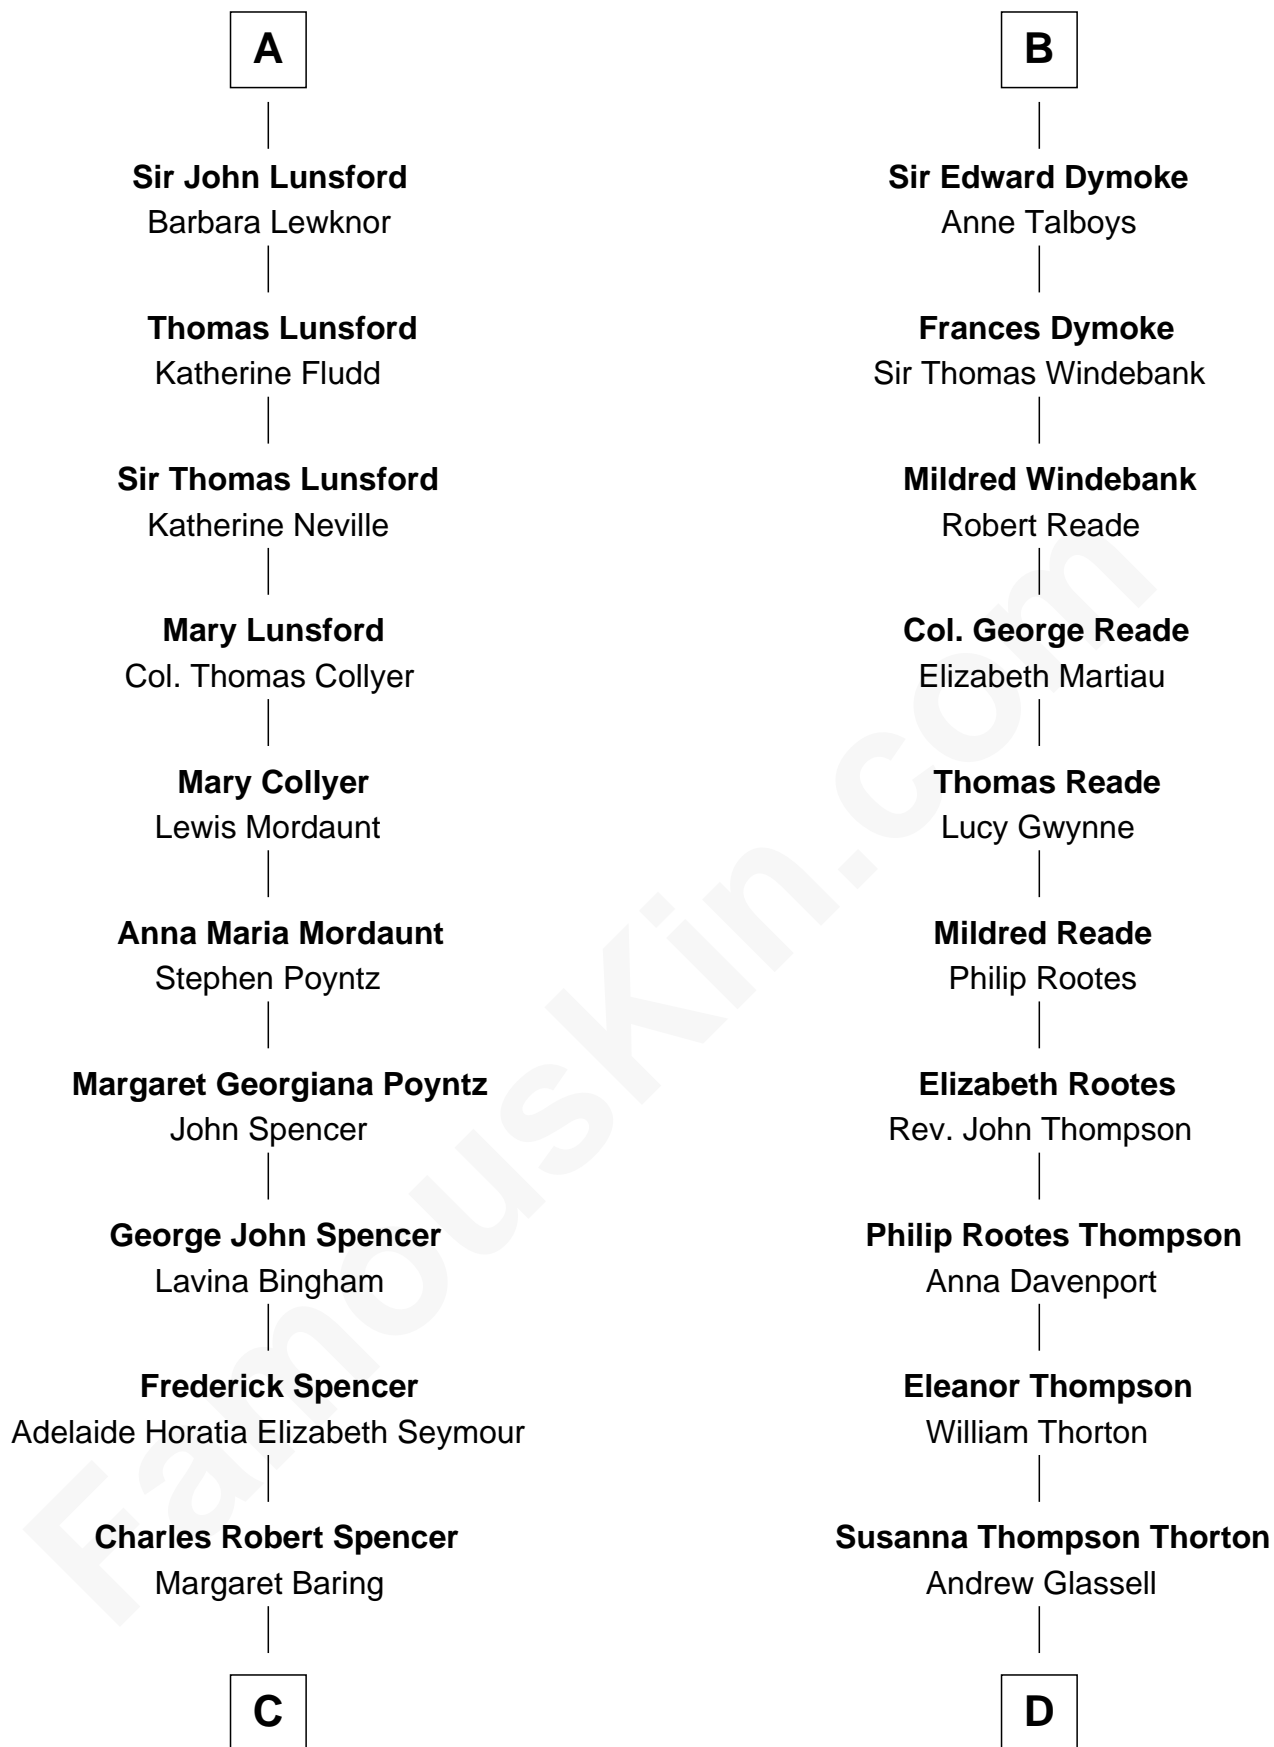 A
Sir John Lunsford
Barbara Lewknor
Thomas Lunsford
Katherine Fludd
Sir Thomas Lunsford
Katherine Neville
Mary Lunsford
Col. Thomas Collyer
Mary Collyer
Lewis Mordaunt
Anna Maria Mordaunt
Stephen Poyntz
Margaret Georgiana Poyntz
John Spencer
George John Spencer
Lavina Bingham
Frederick Spencer
Adelaide Horatia Elizabeth Seymour
Charles Robert Spencer
Margaret Baring
C
B
Sir Edward Dymoke
Anne Talboys
Frances Dymoke
Sir Thomas Windebank
Mildred Windebank
Robert Reade
Col. George Reade
Elizabeth Martiau
Thomas Reade
Lucy Gwynne
Mildred Reade
Philip Rootes
Elizabeth Rootes
Rev. John Thompson
Philip Rootes Thompson
Anna Davenport
Eleanor Thompson
William Thorton
Susanna Thompson Thorton
Andrew Glassell
D
FamousKin.com